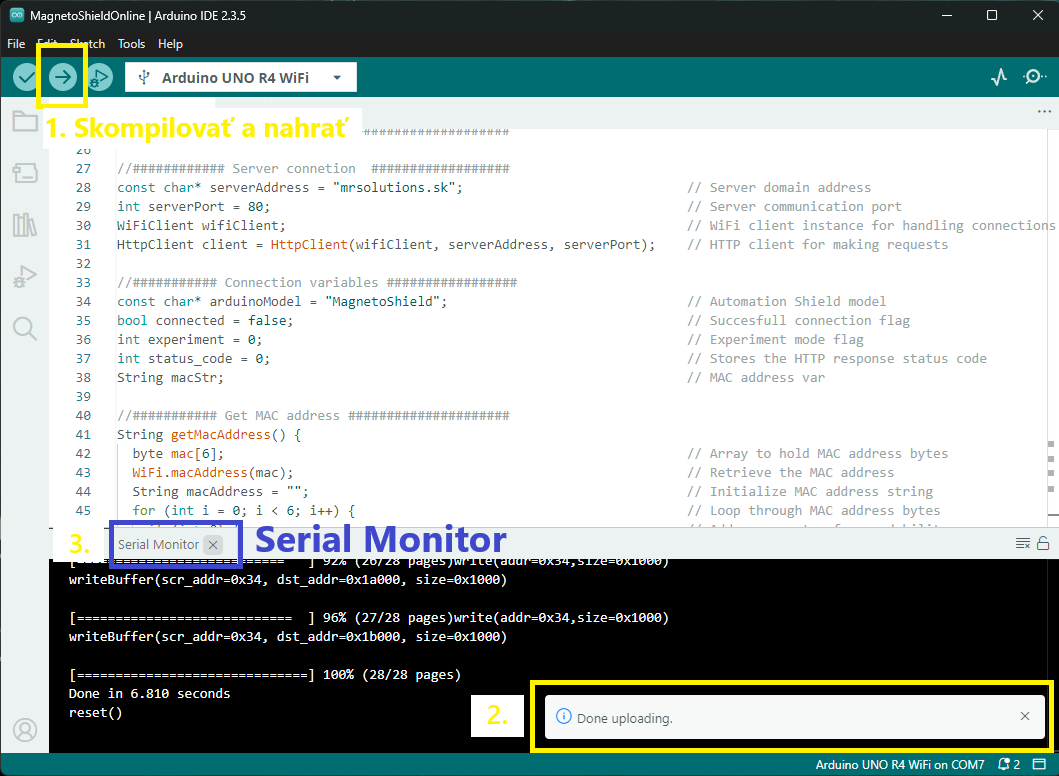 MagnetoShieldOnline | Arduino IDE 2.3.5
File Edit Sketch Tools Help
Arduino UNO R4 WiFi
1. Skompilovať a nahrať
####################
26
27 //############ Server connetion ##################
28 const char* serverAddress = "mrsolutions.sk"; // Server domain address
29 int serverPort = 80; // Server communication port
30 WiFiClient wifiClient; // WiFi client instance for handling connections
31 HttpClient client = HttpClient(wifiClient, serverAddress, serverPort); // HTTP client for making requests
32
33 //########### Connection variables #################
34 const char* arduinoModel = "MagnetoShield"; // Automation Shield model
35 bool connected = false; // Succesfull connection flag
36 int experiment = 0; // Experiment mode flag
37 int status_code = 0; // Stores the HTTP response status code
38 String macStr; // MAC address var
39
40 //########### Get MAC address #####################
41 String getMacAddress() {
42 byte mac[6]; // Array to hold MAC address bytes
43 WiFi.macAddress(mac); // Retrieve the MAC address
44 String macAddress = ""; // Initialize MAC address string
45 for (int i = 0; i < 6; i++) { // Loop through MAC address bytes
3. Serial Monitor Serial Monitor
[=========================== ] 92% (26/28 pages)write(addr=0x34,size=0x1000)
writeBuffer(scr_addr=0x34, dst_addr=0x1a000, size=0x1000)
[============================ ] 96% (27/28 pages)write(addr=0x34,size=0x1000)
writeBuffer(scr_addr=0x34, dst_addr=0x1b000, size=0x1000)
[==============================] 100% (28/28 pages)
Done in 6.810 seconds
reset()
2. Done uploading.
Arduino UNO R4 WiFi on COM7 2